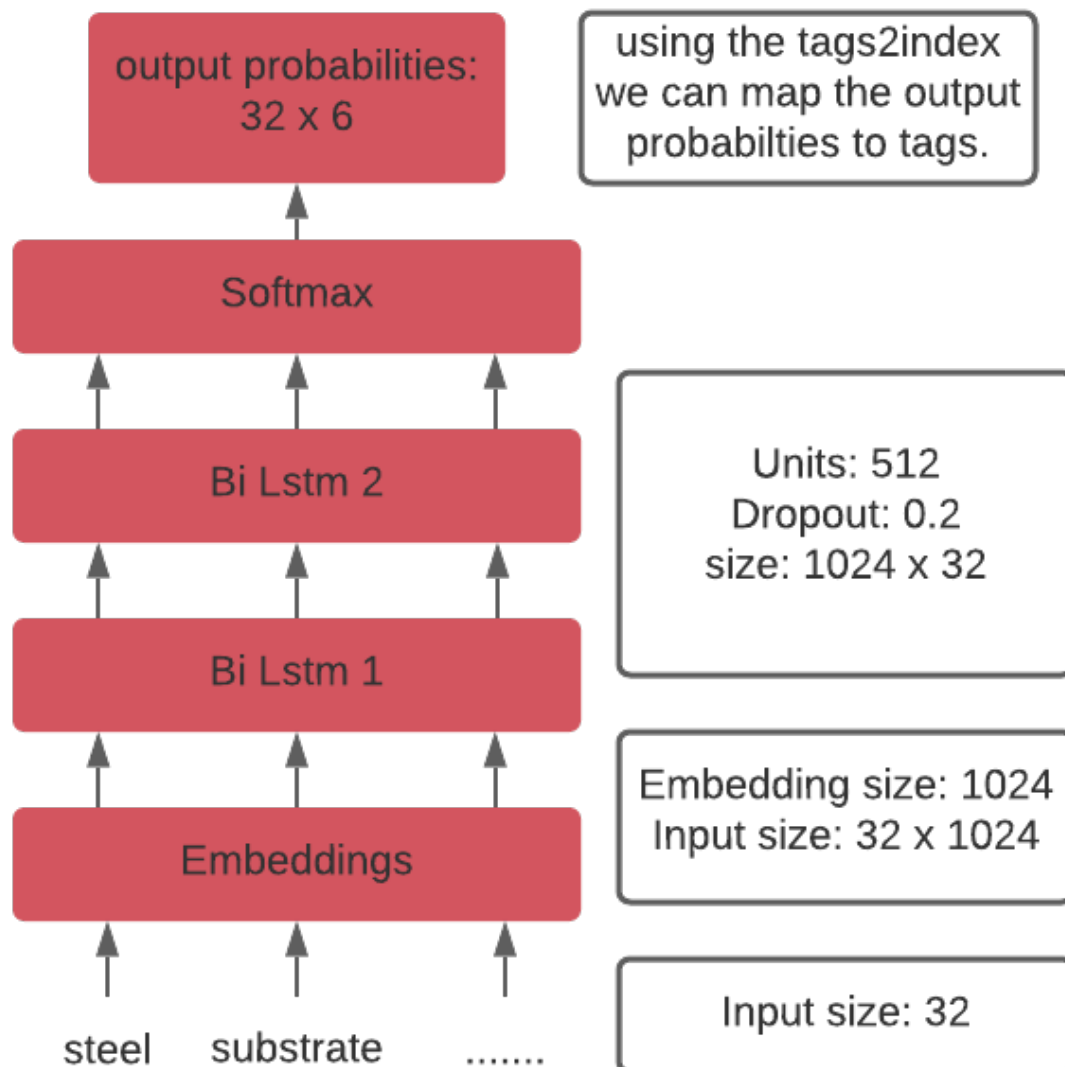 output probabilities:
32 x 6
using the tags2index
we can map the output
probabilties to tags.
Softmax
Bi Lstm 2
Units: 512
Dropout: 0.2
size: 1024 x 32
Bi Lstm 1
Embedding size: 1024
Input size: 32 x 1024
Embeddings
Input size: 32
steel
substrate
.......